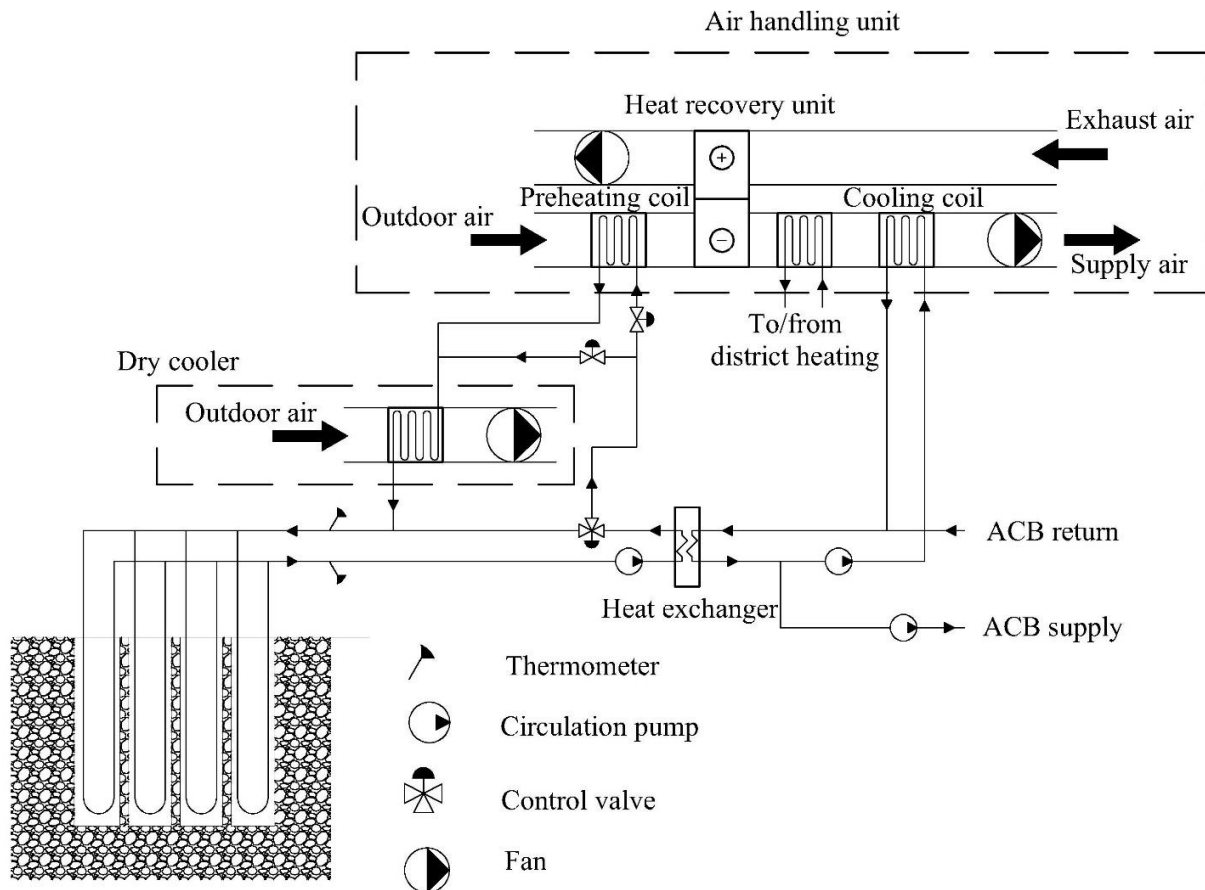 Air handling unit
Heat recovery unit
Exhaust air
Preheating coil
Cooling coil
Outdoor air
Supply air
To/from
district heating
Dry cooler
Outdoor air
ACB return
Heat exchanger
ACB supply
Thermometer
Circulation pump
Control valve
Fan